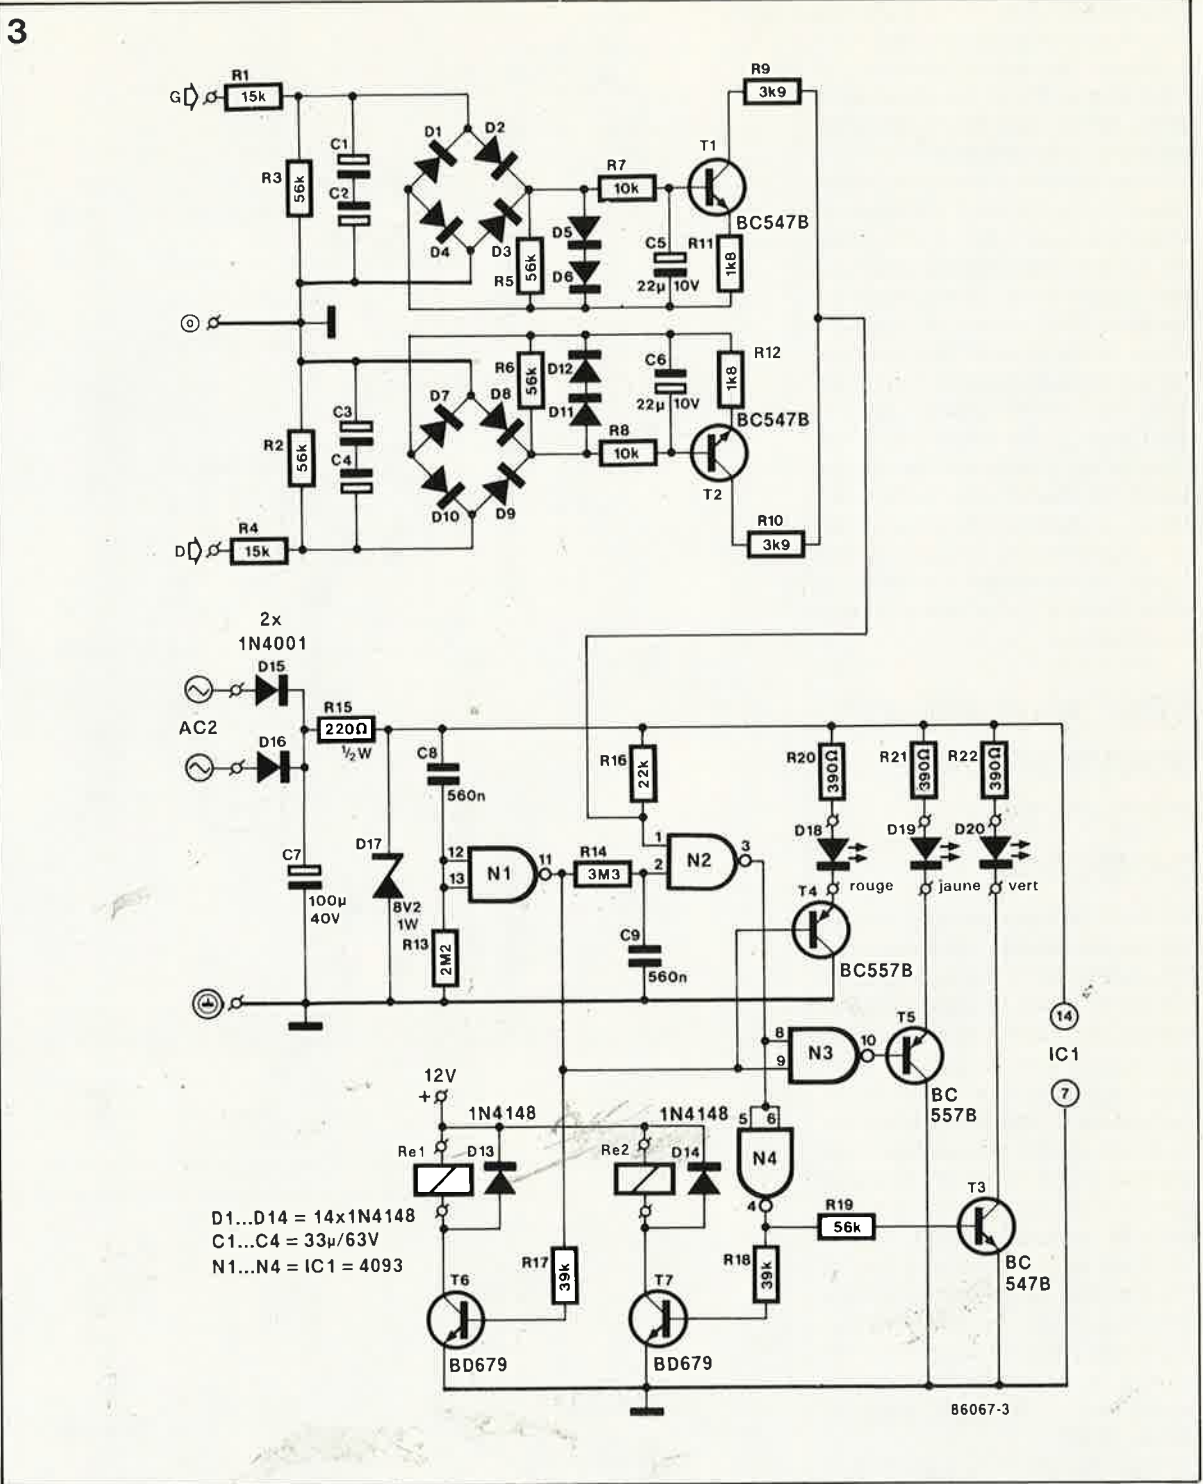 3
R1
15k
G
R3
56k
C1
C2
D1
D2
D4
D3
R5
56k
D5
D6
R7
10k
C5
22µ 10V
T1
BC547B
R11
1k8
R9
3k9
0
R2
56k
C3
C4
D7
D8
D10
D9
R6
56k
D12
D11
R8
10k
C6
22µ 10V
R12
1k8
BC547B
T2
R10
3k9
R4
15k
D
2x
1N4001
D15
AC2
D16
R15
220Ω
½W
C7
100µ
40V
D17
8V2
1W
C8
560n
R13
2M2
12
13
N1
11
R14
3M3
C9
560n
R16
22k
1
2
N2
3
R20
390Ω
R21
390Ω
R22
390Ω
D18
D19
D20
rouge
jaune
vert
T4
BC557B
8
9
N3
10
T5
BC
557B
14
IC1
7
12V
+
1N4148
1N4148
Re1
D13
Re2
D14
5
6
N4
4
R19
56k
T3
BC
547B
D1...D14 = 14x1N4148
C1...C4 = 33µ/63V
N1...N4 = IC1 = 4093
R17
39k
R18
39k
T6
BD679
T7
BD679
86067-3